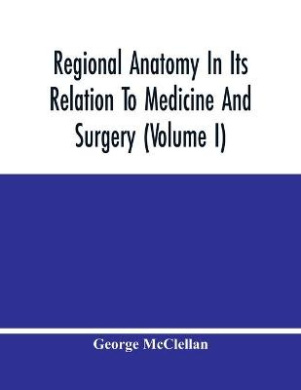 Regional Anatomy In Its
Relation To Medicine And
Surgery (Volume I)
George McClellan